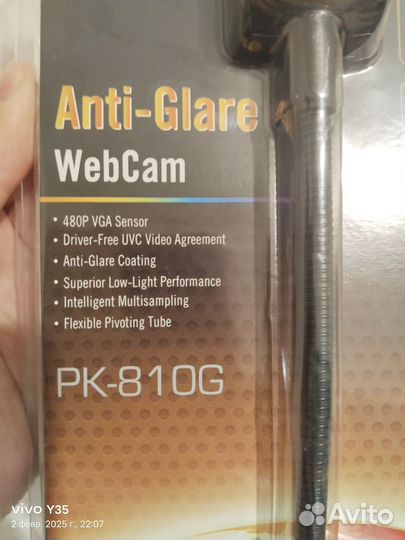 Anti-Glare
WebCam
• 480P VGA Sensor
• Driver-Free UVC Video Agreement
• Anti-Glare Coating
• Superior Low-Light Performance
• Intelligent Multisampling
• Flexible Pivoting Tube
PK-810G
vivo Y35
2 февр. 2025 г., 22:07
Avito